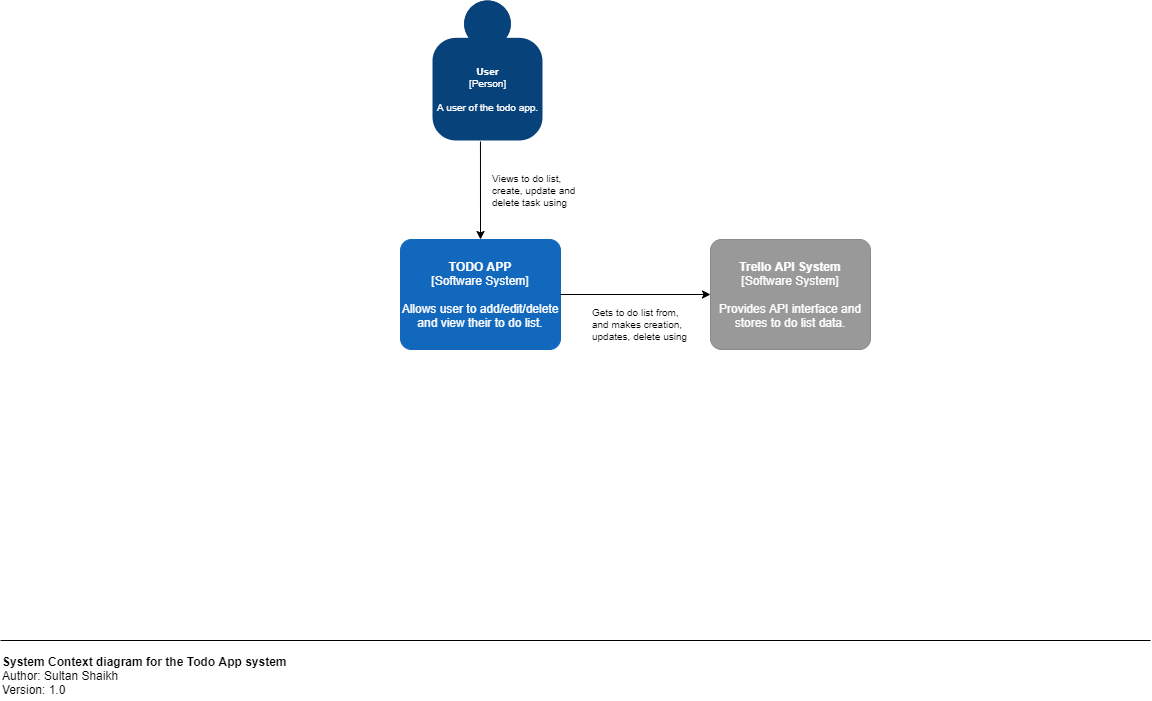 User
[Person]
A user of the todo app.
Views to do list,
create, update and
delete task using
TODO APP
[Software System]
Allows user to add/edit/delete
and view their to do list.
Gets to do list from,
and makes creation,
updates, delete using
Trello API System
[Software System]
Provides API interface and
stores to do list data.
System Context diagram for the Todo App system
Author: Sultan Shaikh
Version: 1.0